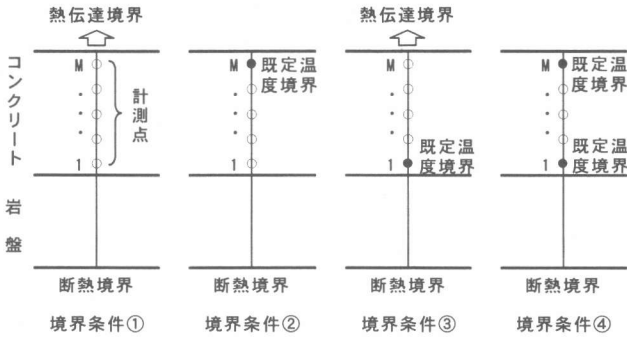 熱伝達境界
熱伝達境界
コンクリート
岩盤
M
・
・
・
1
計測点
M
既定温
度境界
・
・
・
1
M
・
・
・
1
既定温
度境界
M
既定温
度境界
・
・
・
1
既定温
度境界
断熱境界
断熱境界
断熱境界
断熱境界
境界条件①
境界条件②
境界条件③
境界条件④